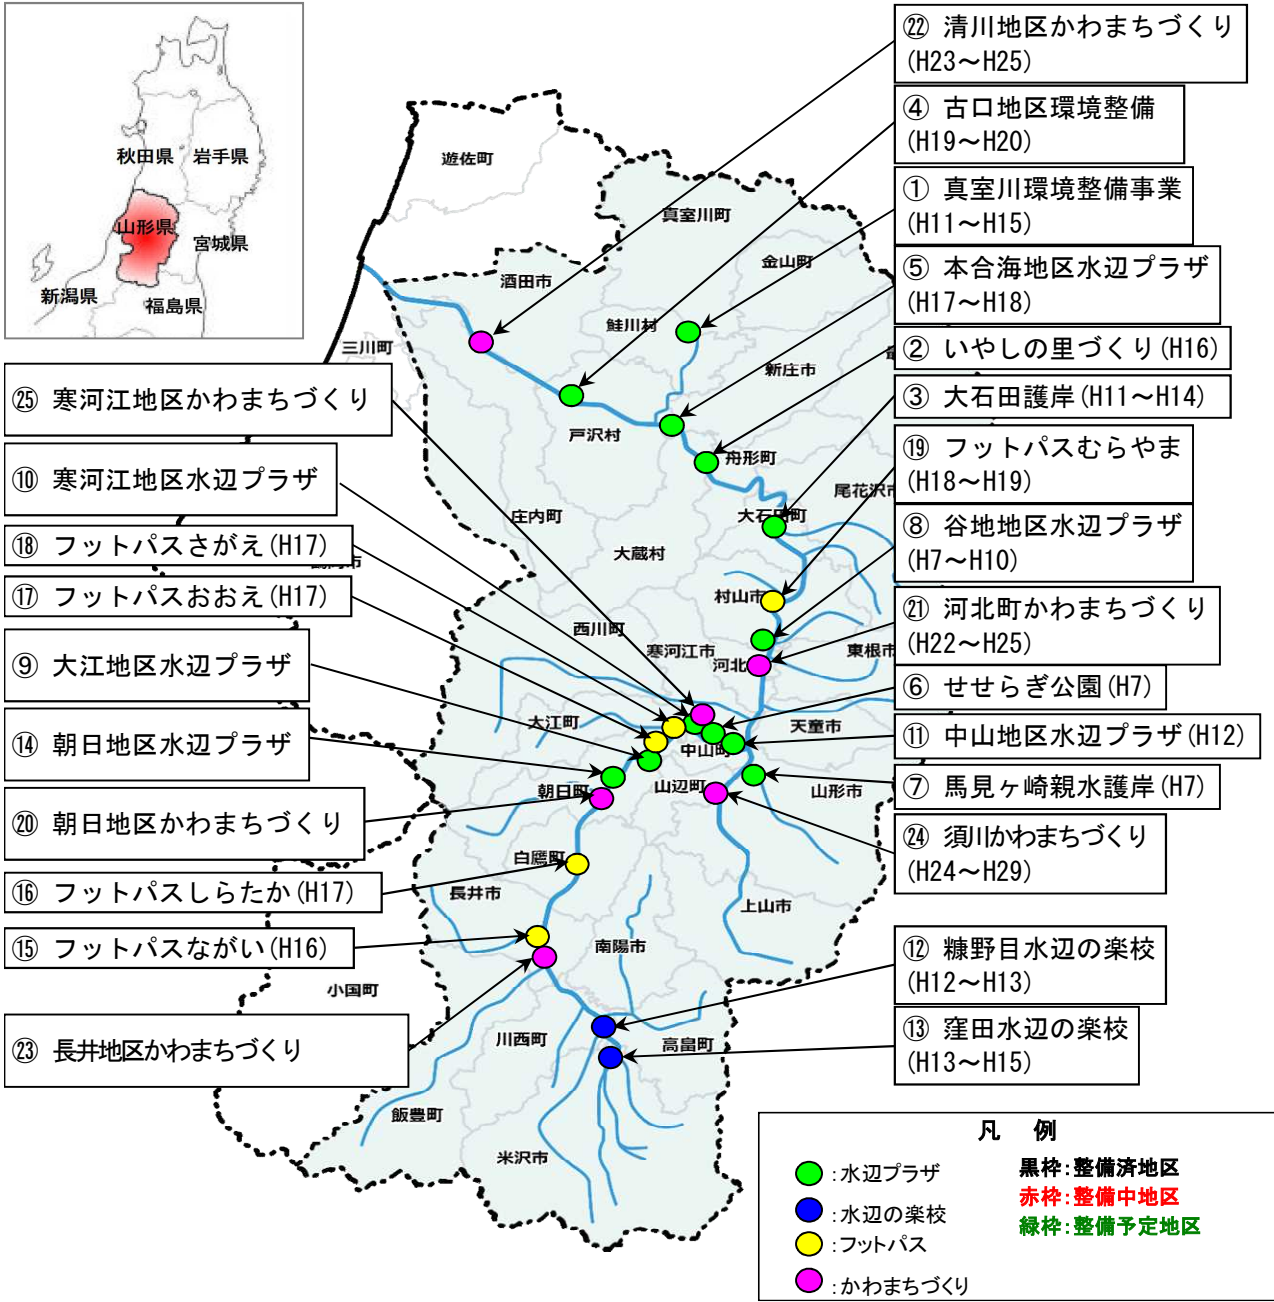 秋田県
岩手県
山形県
宮城県
新潟県
福島県
㉒ 清川地区かわまちづくり
(H23～H25)
④ 古口地区環境整備
(H19～H20)
① 真室川環境整備事業
(H11～H15)
⑤ 本合海地区水辺プラザ
(H17～H18)
② いやしの里づくり(H16)
③ 大石田護岸(H11～H14)
⑲ フットパスむらやま
(H18～H19)
⑧ 谷地地区水辺プラザ
(H7～H10)
㉑ 河北町かわまちづくり
(H22～H25)
⑥ せせらぎ公園(H7)
⑪ 中山地区水辺プラザ(H12)
⑦ 馬見ヶ崎親水護岸(H7)
㉔ 須川かわまちづくり
(H24～H29)
⑫ 糠野目水辺の楽校
(H12～H13)
⑬ 窪田水辺の楽校
(H13～H15)
㉕ 寒河江地区かわまちづくり
⑩ 寒河江地区水辺プラザ
⑱ フットパスさがえ(H17)
⑰ フットパスおおえ(H17)
⑨ 大江地区水辺プラザ
⑭ 朝日地区水辺プラザ
⑳ 朝日地区かわまちづくり
⑯ フットパスしらたか(H17)
⑮ フットパスながい(H16)
㉓ 長井地区かわまちづくり
遊佐町
真室川町
金山町
酒田市
鮭川村
三川町
新庄市
戸沢村
舟形町
尾花沢市
庄内町
大石田町
大蔵村
村山市
西川町
寒河江市
河北
東根市
大江町
天童市
中山町
朝日町
山辺町
山形市
白鷹町
長井市
上山市
南陽市
小国町
川西町
高畠町
飯豊町
米沢市
凡 例
:水辺プラザ
:水辺の楽校
:フットパス
:かわまちづくり
黒枠:整備済地区
赤枠:整備中地区
緑枠:整備予定地区